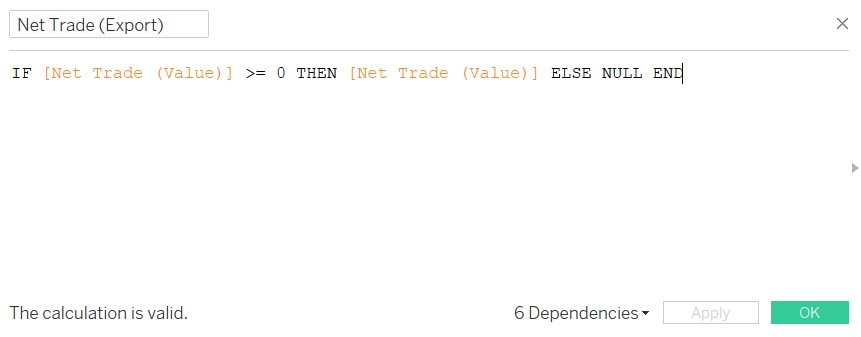 Net Trade (Export)
IF [Net Trade (Value)] >= 0 THEN [Net Trade (Value)] ELSE NULL END
The calculation is valid.
6 Dependencies
Apply
OK